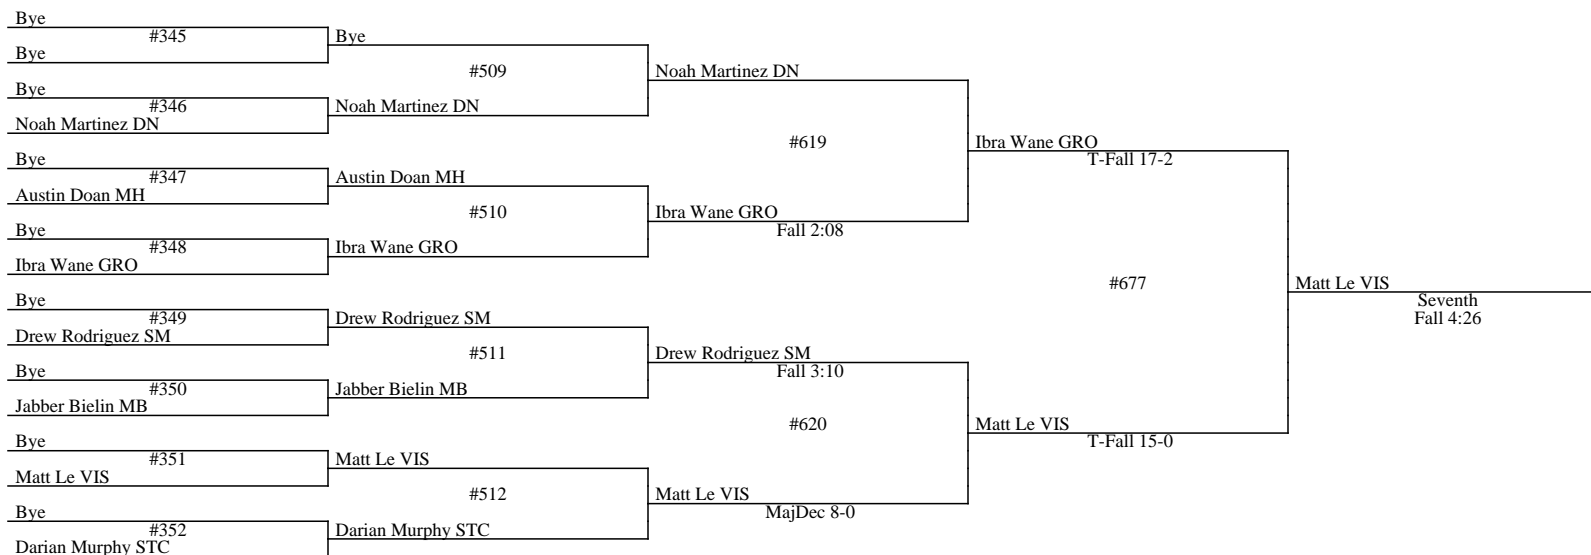 Bye
#345
Bye
Bye
#346
Noah Martinez DN
Bye
#347
Austin Doan MH
Bye
#348
Ibra Wane GRO
Bye
#349
Drew Rodriguez SM
Bye
#350
Jabber Bielin MB
Bye
#351
Matt Le VIS
Bye
#352
Darian Murphy STC
Bye
#509
Noah Martinez DN
Austin Doan MH
#510
Ibra Wane GRO
Drew Rodriguez SM
#511
Jabber Bielin MB
Matt Le VIS
#512
Darian Murphy STC
Noah Martinez DN
#619
Ibra Wane GRO
Fall 2:08
Drew Rodriguez SM
Fall 3:10
#620
Matt Le VIS
MajDec 8-0
Ibra Wane GRO
T-Fall 17-2
#677
Matt Le VIS
T-Fall 15-0
Matt Le VIS
Seventh
Fall 4:26